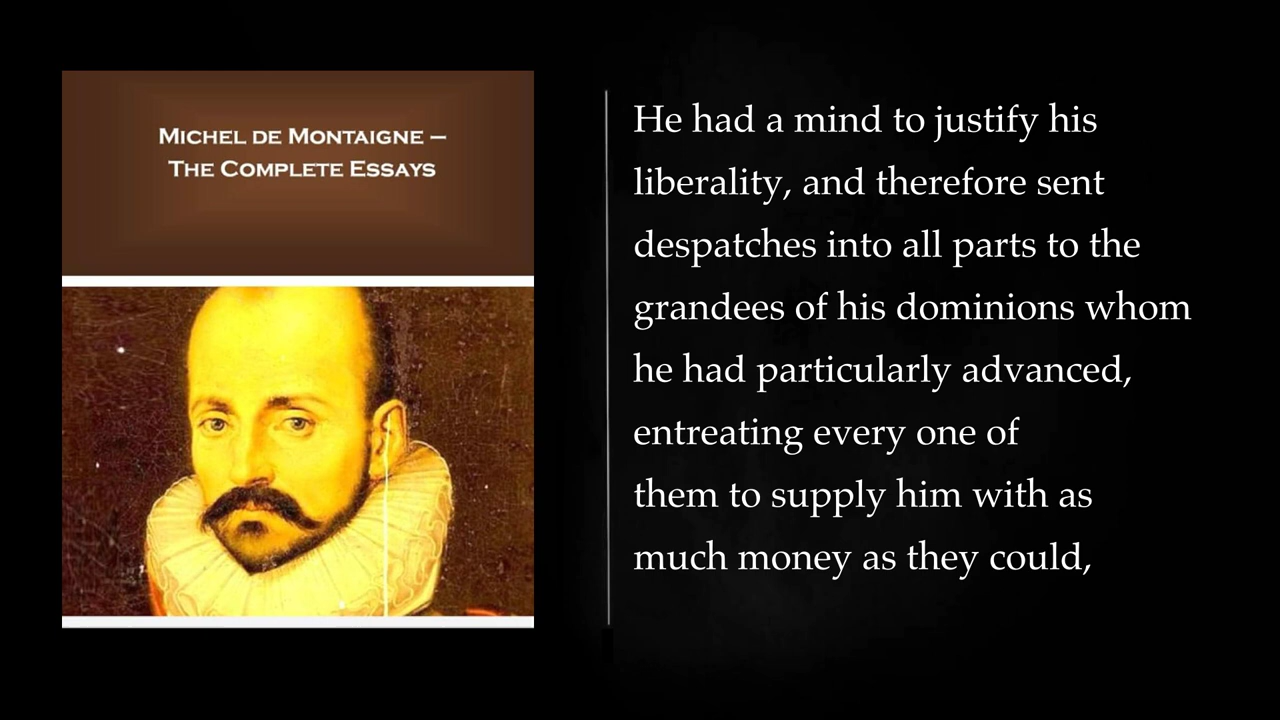 MICHEL DE MONTAIGNE –
THE COMPLETE ESSAYS
He had a mind to justify his
liberality, and therefore sent
despatches into all parts to the
grandees of his dominions whom
he had particularly advanced,
entreating every one of
them to supply him with as
much money as they could,